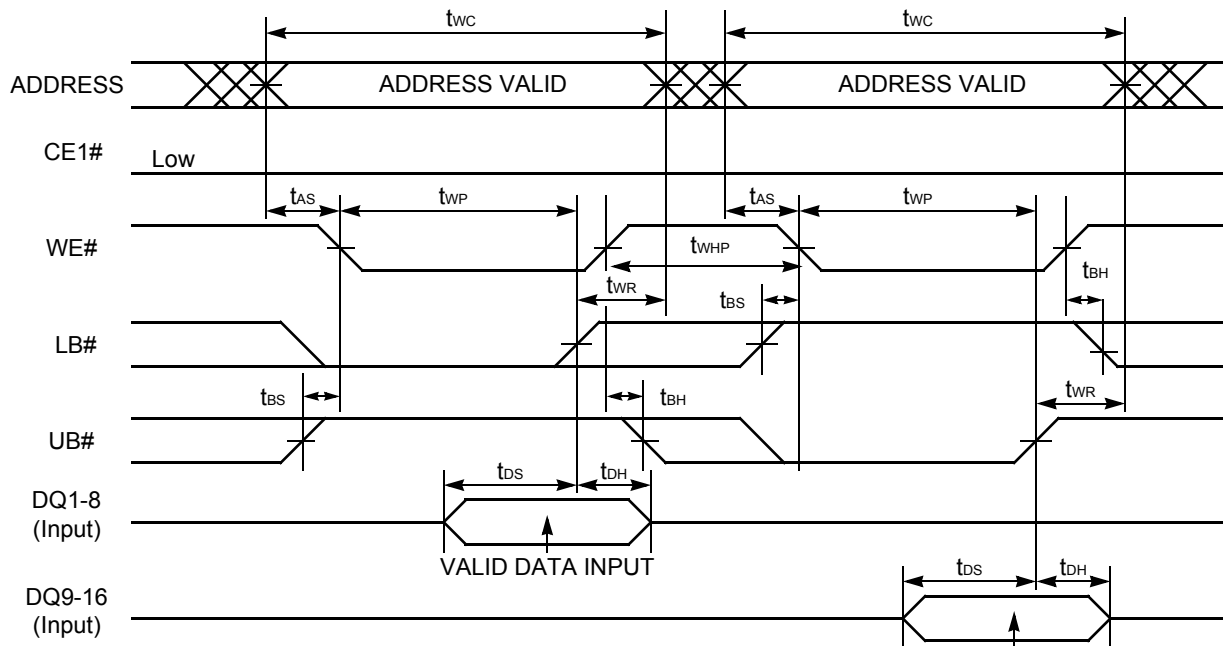 tWC tWC
ADDRESS ADDRESS VALID ADDRESS VALID
CE1# Low
tAS tWP tAS tWP
WE# tWHP tBH
tWR tBS
LB#
tBS tBH tWR
UB#
tDS tDH
DQ1-8
(Input)
VALID DATA INPUT
tDS tDH
DQ9-16
(Input)